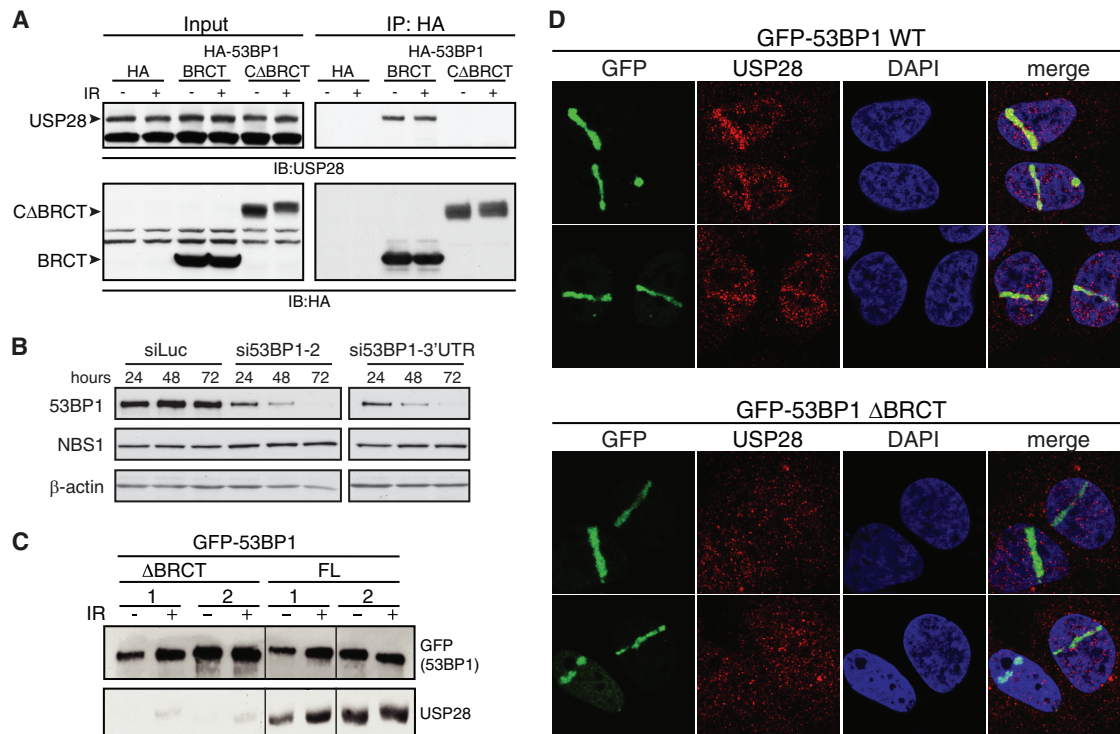 A
Input IP: HA
HA-53BP1 HA-53BP1
HA BRCT CΔBRCT HA BRCT CΔBRCT
IR - + - + - + - + - + - +
USP28
IB:USP28
CΔBRCT
BRCT
IB:HA
B
siLuc si53BP1-2 si53BP1-3'UTR
hours 24 48 72 24 48 72 24 48 72
53BP1
NBS1
β-actin
C
GFP-53BP1
ΔBRCT FL
1 2 1 2
IR - + - + - + - +
GFP
(53BP1)
USP28
D
GFP-53BP1 WT
GFP USP28 DAPI merge
GFP-53BP1 ΔBRCT
GFP USP28 DAPI merge